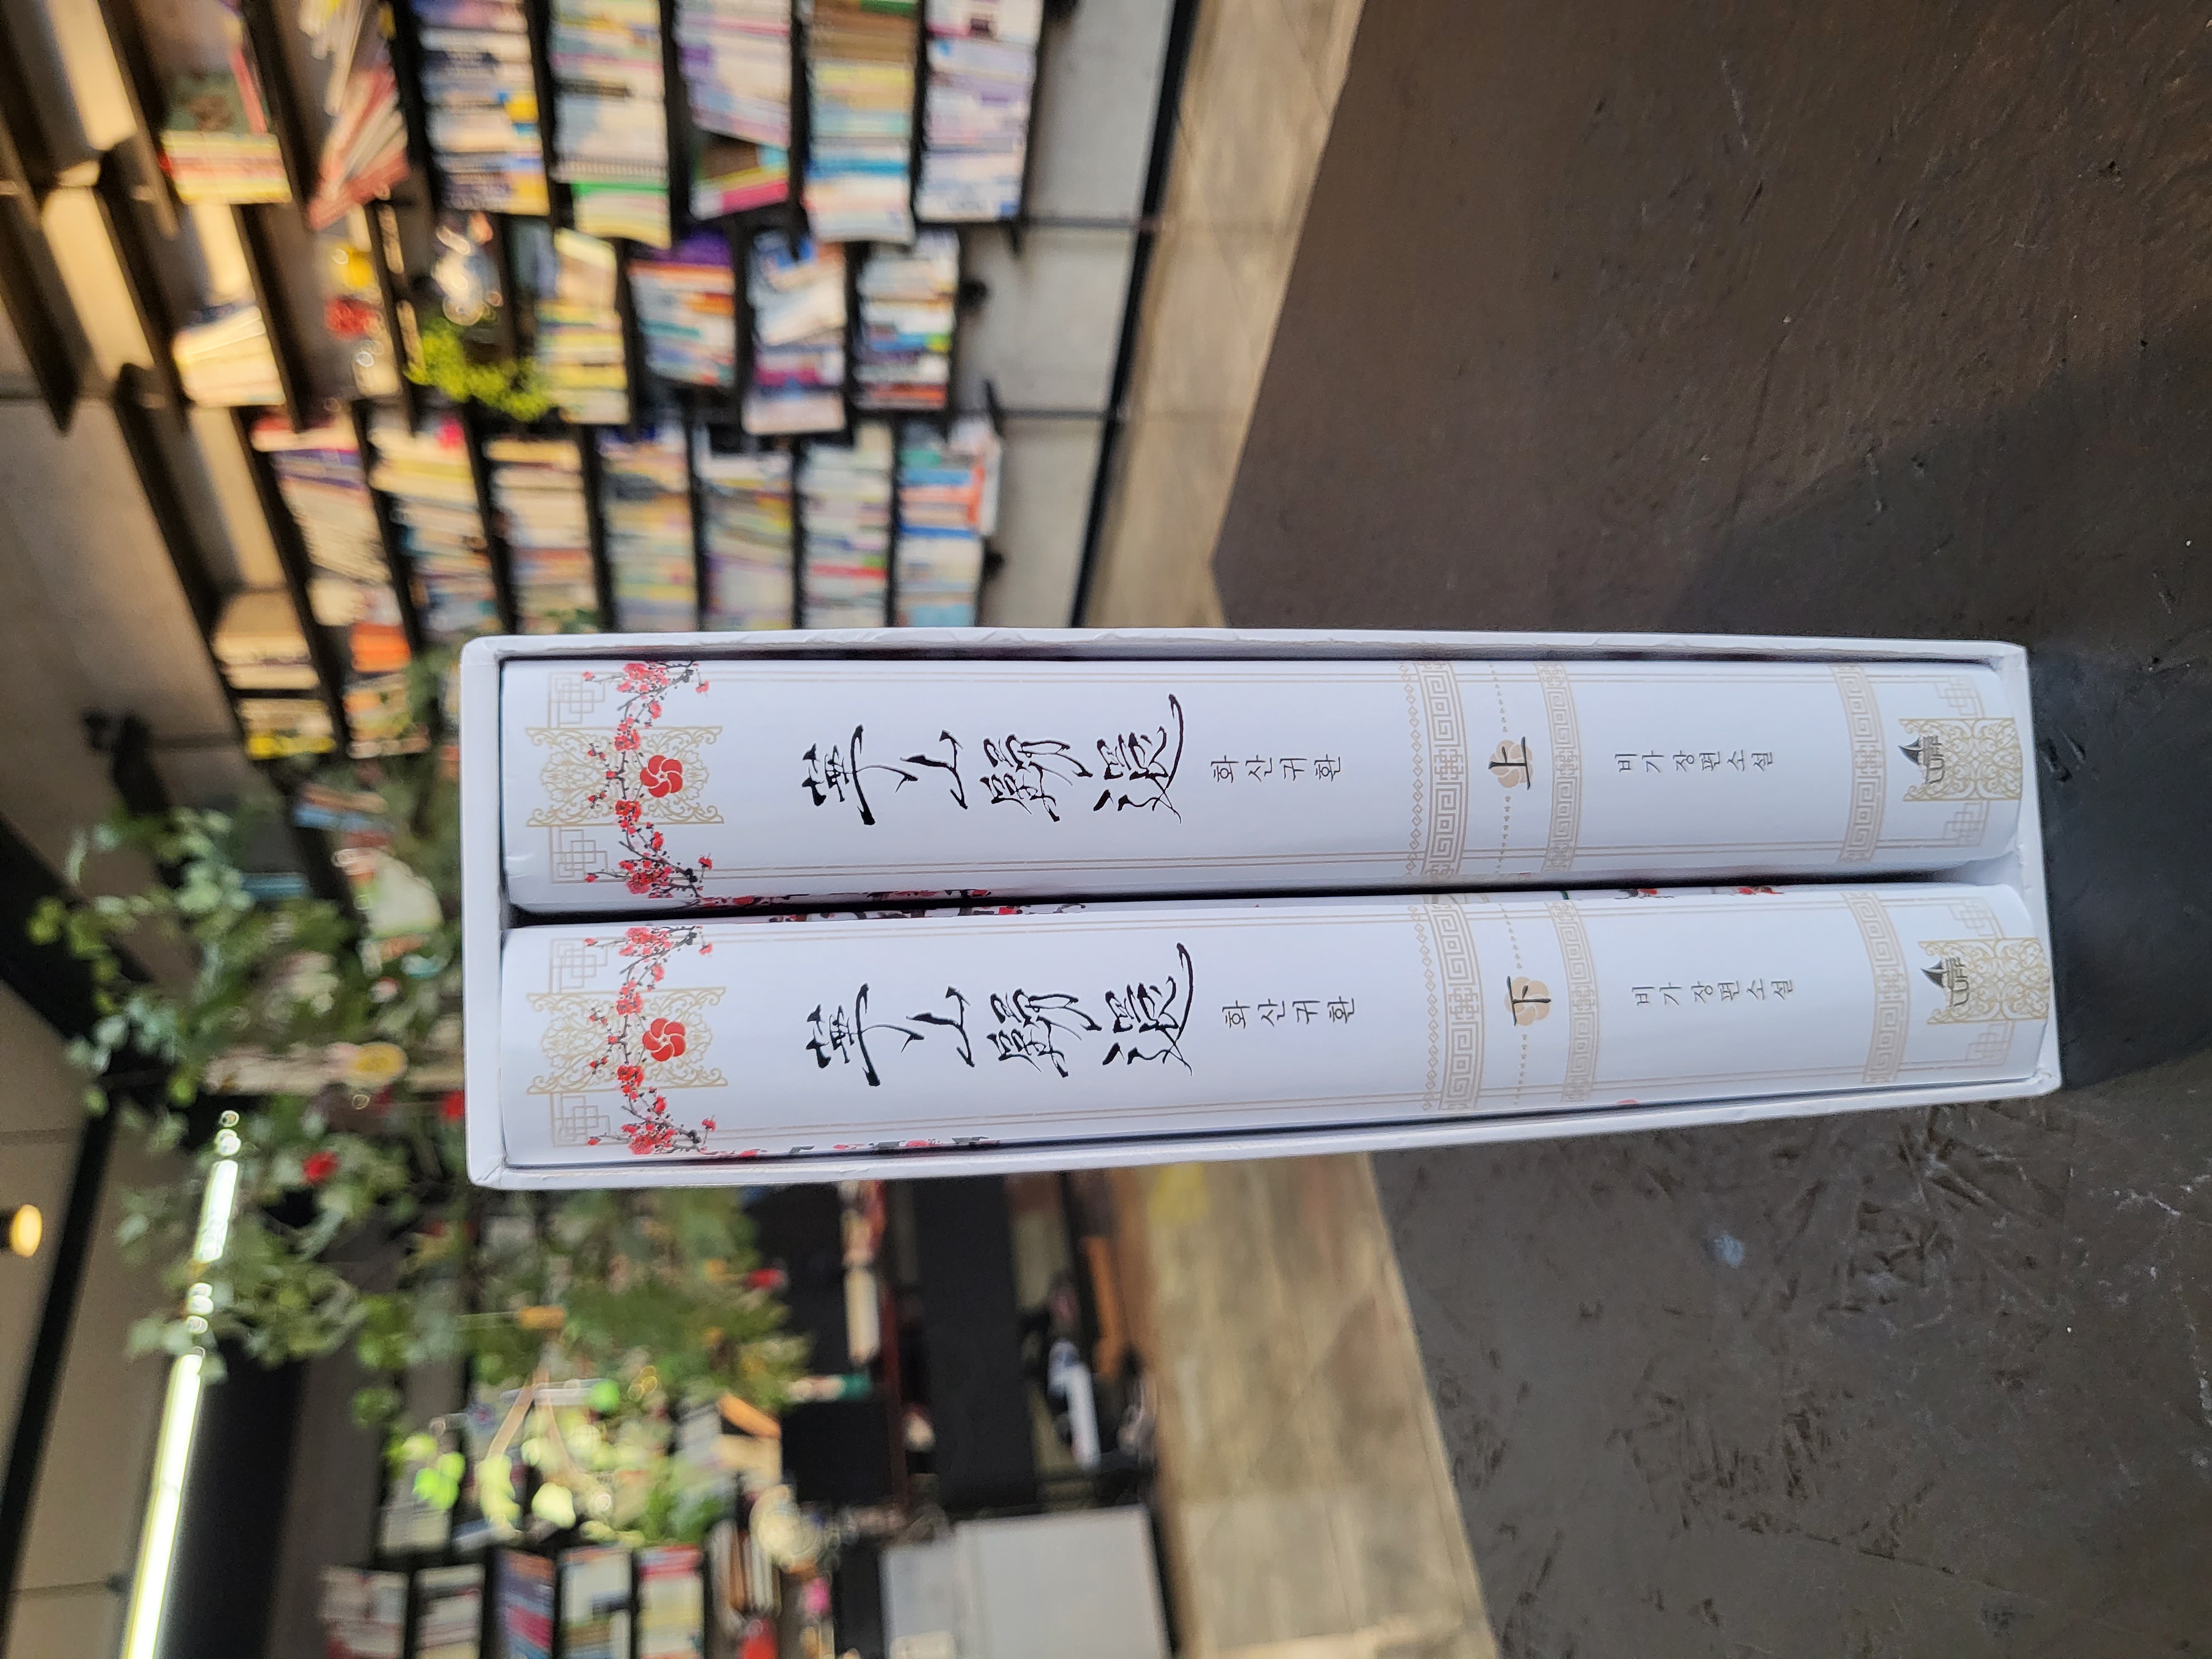 華山歸還
화산귀환
上
비가 장편소설
華山歸還
화산귀환
下
비가 장편소설